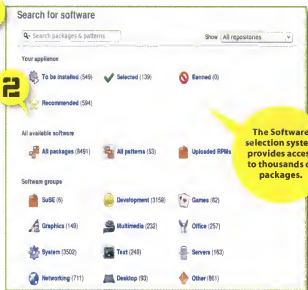 Search for software
Search packages & patterns
Show All repositories
Your appliance
To be installed (549)
Selected (139)
Banned (0)
2
Recommended (594)
All available software
All packages (8491)
All patterns (53)
Uploaded RPMs
The Software
selection syste
provides acces
to thousands o
packages.
Software groups
SuSE (6)
Development (3158)
Games (62)
Graphics (149)
Multimedia (232)
Office (257)
System (3502)
Text (248)
Servers (163)
Networking (711)
Desktop (93)
Other (861)